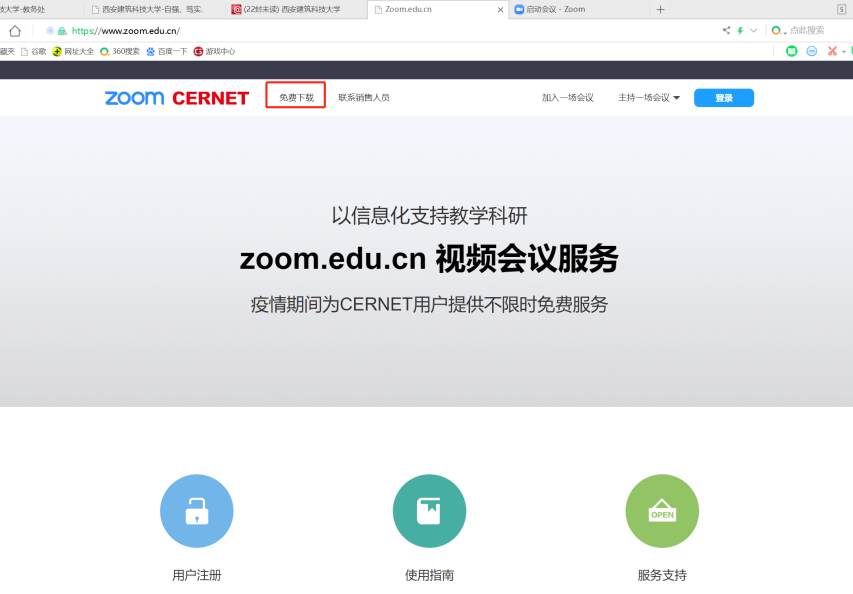 技大学-教务处 西安建筑科技大学-自强、笃实、 (22封未读) 西安建筑科技大学 Zoom.edu.cn 启动会议 - Zoom 5
https://www.zoom.edu.cn/ 点此搜索
藏夹 谷歌 网址大全 360搜索 百度一下 游戏中心
zoom CERNET 免费下载 联系销售人员 加入一场会议 主持一场会议 登录
以信息化支持教学科研
zoom.edu.cn 视频会议服务
疫情期间为CERNET用户提供不限时免费服务
OPEN
用户注册 使用指南 服务支持